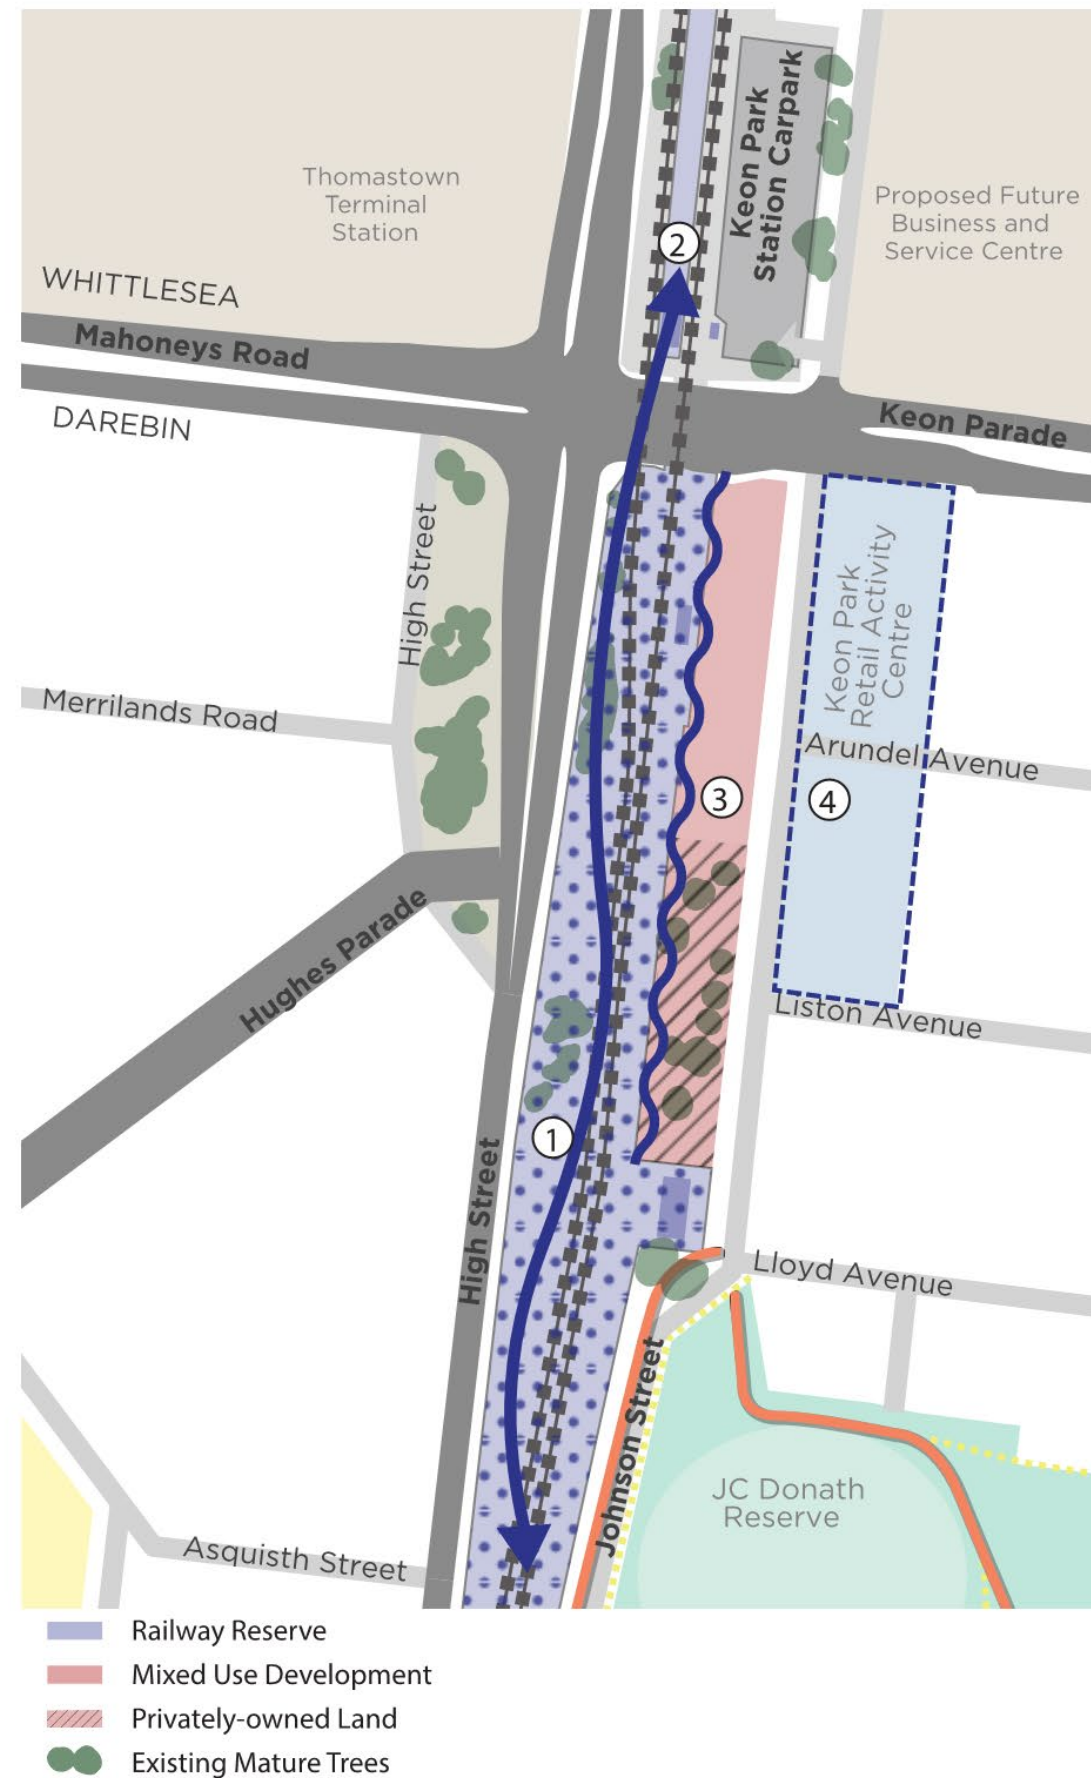 Thomastown
Terminal
Station
Keon Park
Station Carpark
Proposed Future
Business and
Service Centre
2
WHITTLESEA
Mahoneys Road
DAREBIN
Keon Parade
High Street
Keon Park
Retail Activity
Centre
Merrilands Road
Arundel Avenue
3
4
Hughes Parade
Liston Avenue
1
High Street
Lloyd Avenue
Johnson Street
JC Donath
Reserve
Asquisth Street
Railway Reserve
Mixed Use Development
Privately-owned Land
Existing Mature Trees